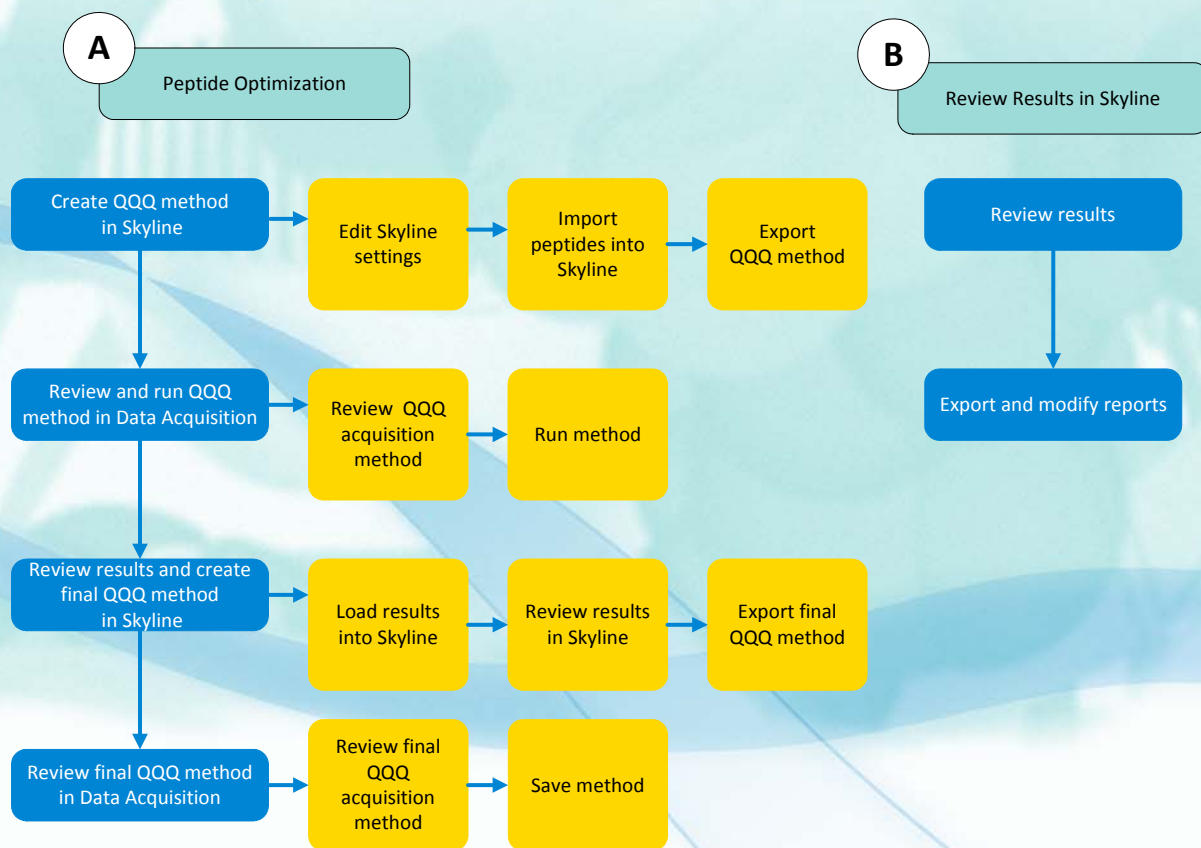 A
Peptide Optimization
B
Review Results in Skyline
Create QQQ method
in Skyline
Edit Skyline
settings
Import
peptides into
Skyline
Export
QQQ method
Review and run QQQ
method in Data Acquisition
Review QQQ
acquisition
method
Run method
Review results and create
final QQQ method
in Skyline
Load results
into Skyline
Review results
in Skyline
Export final
QQQ method
Review final QQQ method
in Data Acquisition
Review final
QQQ
acquisition
method
Save method
Review results
Export and modify reports